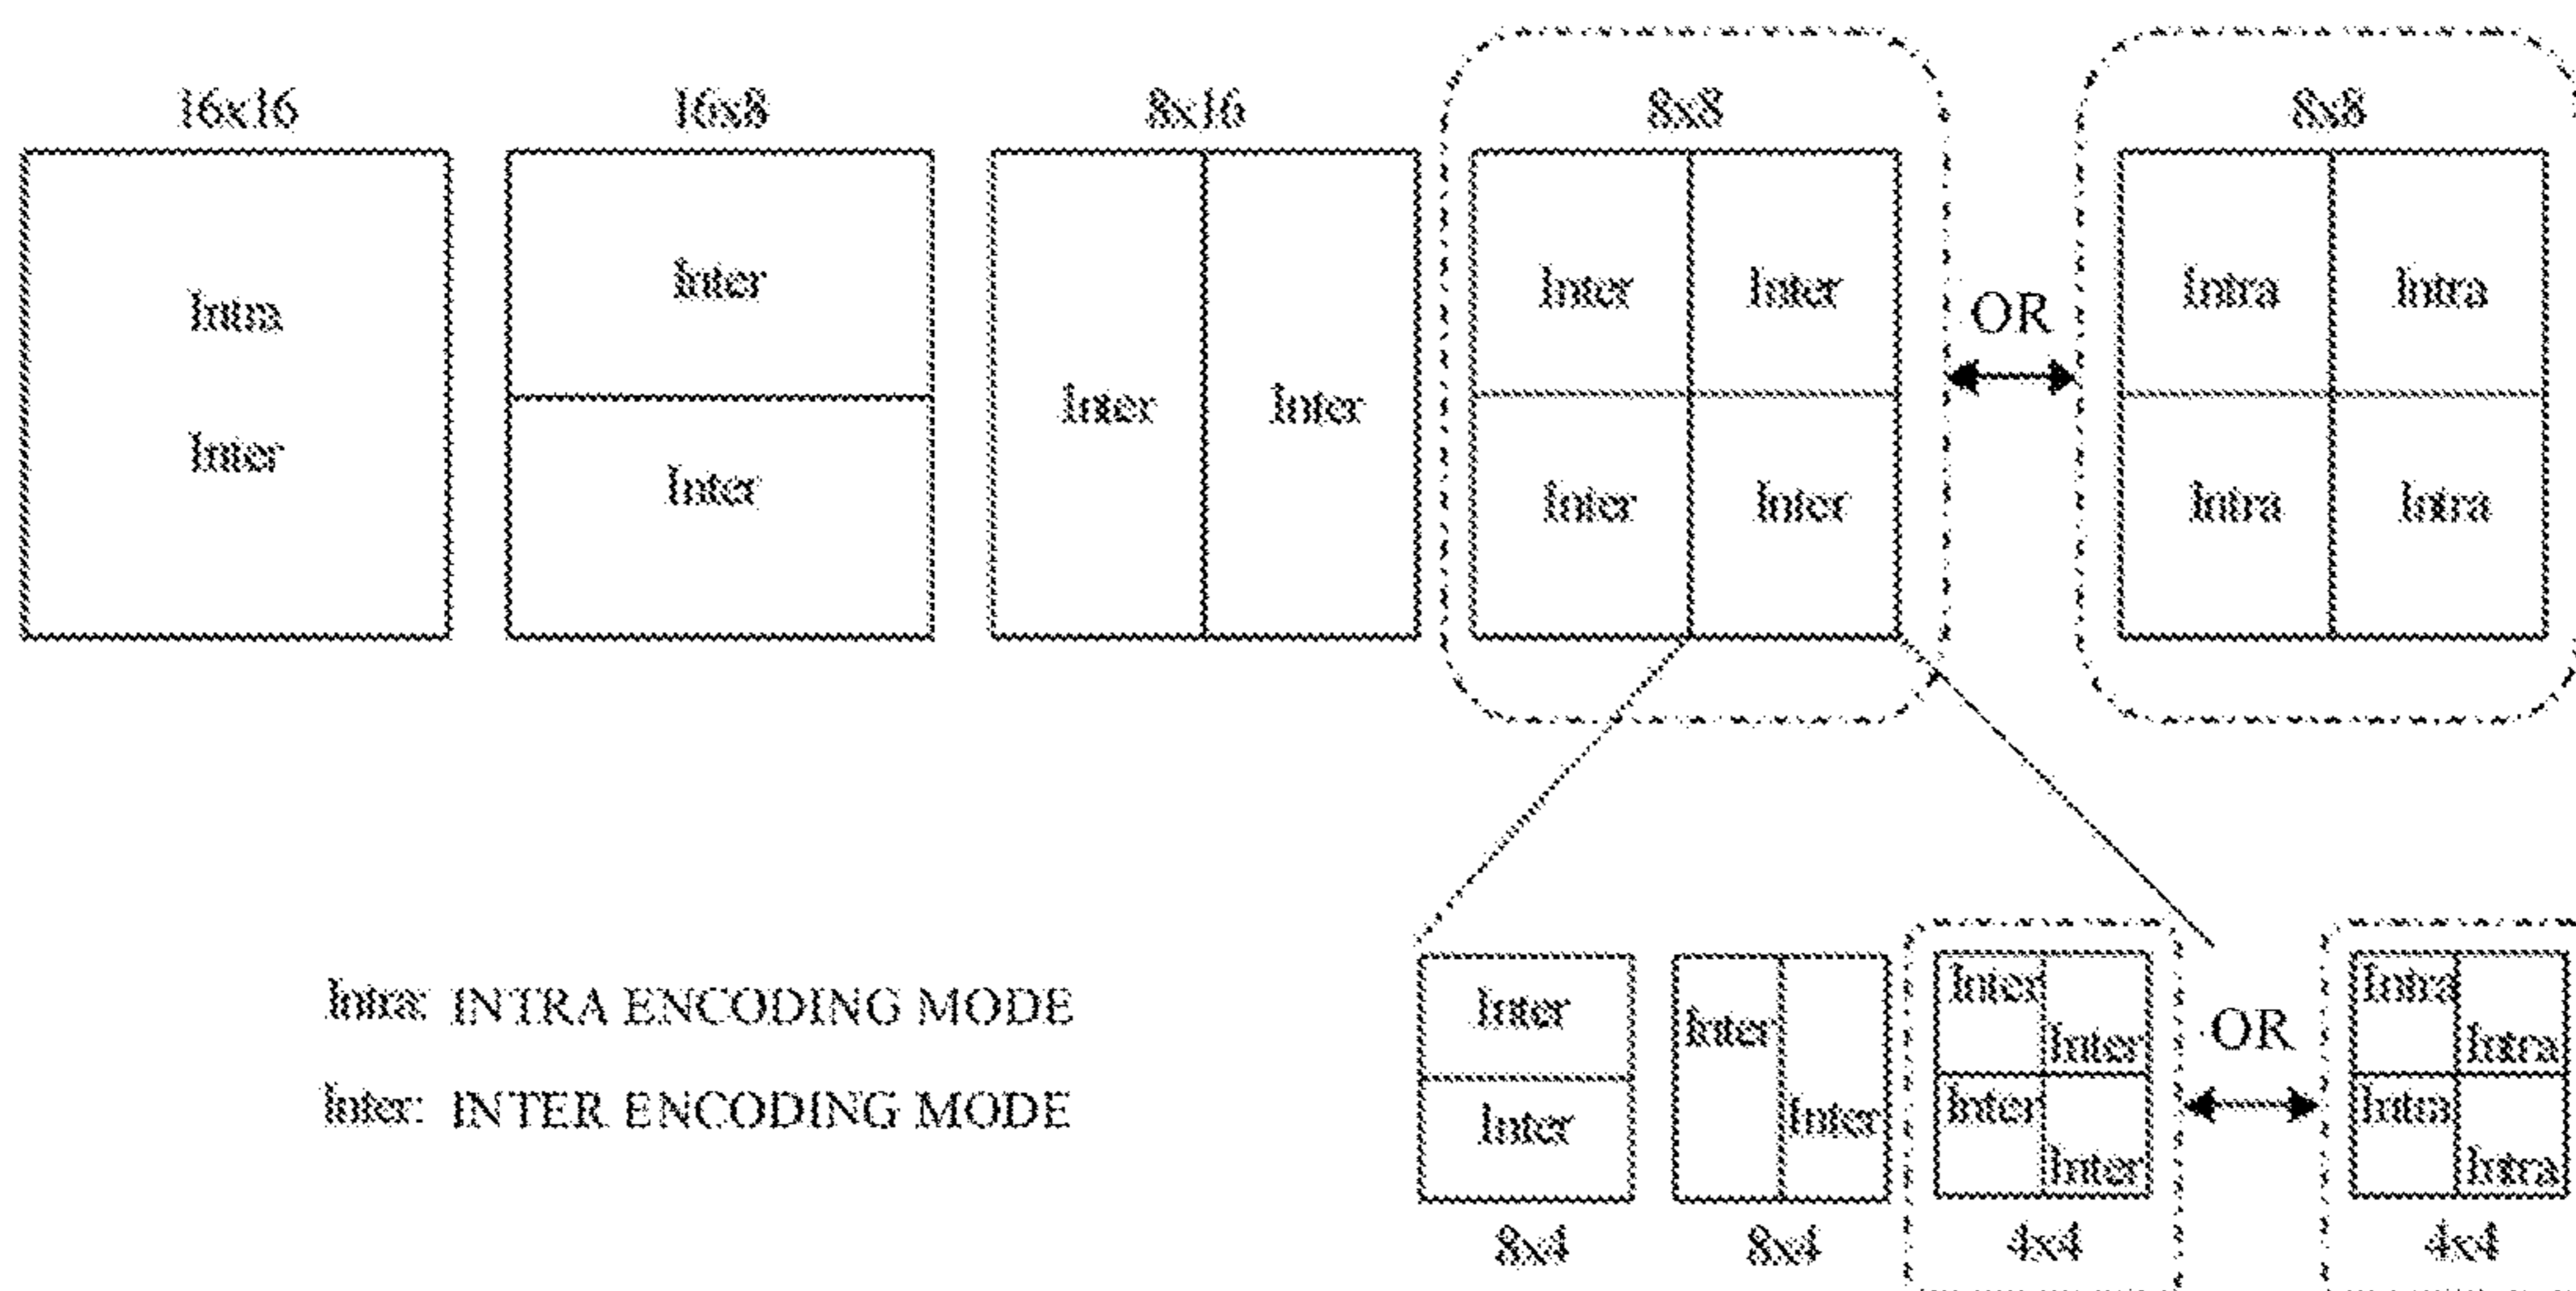 16x16 16x8 8x16 8x8 8x8
Intra Inter Inter Inter Intra Intra
OR
Inter Inter Inter
Inter Inter Inter Intra Intra
Intra: INTRA ENCODING MODE
Inter: INTER ENCODING MODE
Inter Inter Inter Intra
Inter Intra
OR
Inter Inter Inter Intra
Inter Intra
8x4 8x4 4x4 4x4